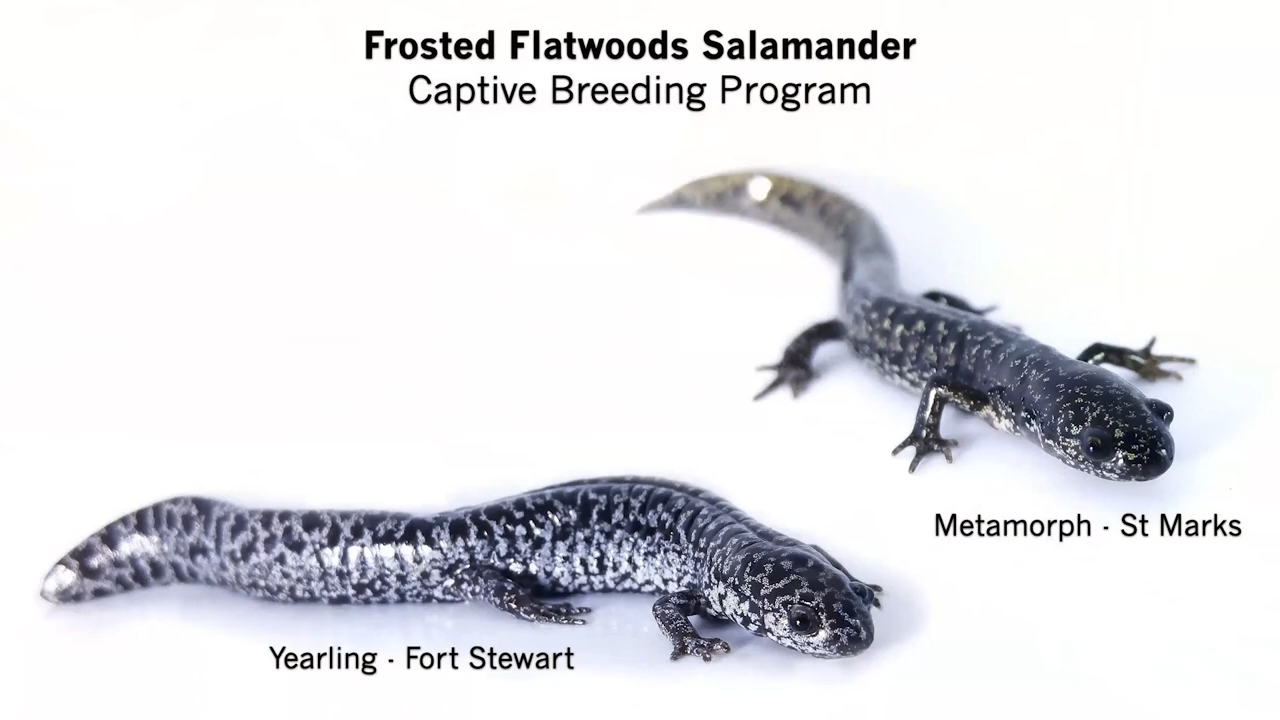 Frosted Flatwoods Salamander
Captive Breeding Program
Metamorph - St Marks
Yearling - Fort Stewart